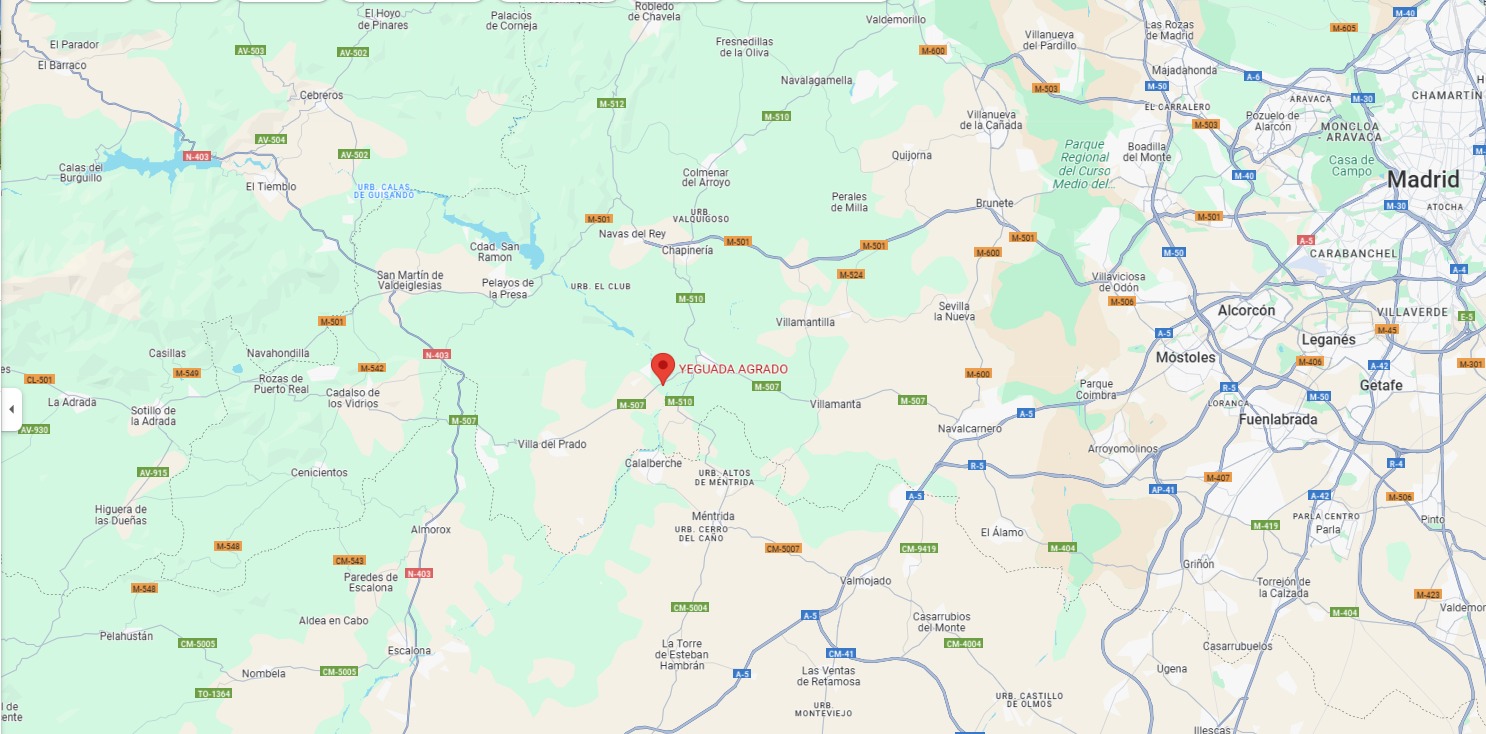 El Hoyo
de Pinares
Palacios
de Corneja
Robledo
de Chavela
Valdemorillo
M-40
M-605
Las Rozas
de Madrid
Villanueva
del Pardillo
El Parador
AV-503
AV-502
Fresnedillas
de la Oliva
M-600
El Barraco
Navalagamella
Majadahonda
A-6
M-503
M-50
CHAMARTÍN
Cebreros
M-512
EL CARRALERO
ARAVACA
M-30
M-510
Villanueva
de la Cañada
M-503
Pozuelo de
Alarcón
MONCLOA
- ARAVACA
AV-504
N-403
AV-502
Quijorna
Parque
Regional
del Curso
Medio del...
Boadilla
del Monte
Casa de
Campo
Calas del
Burguillo
El Tiemblo
URB. CALAS
DE GUISANDO
Colmenar
del Arroyo
M-40
Madrid
Perales
de Milla
Brunete
M-30
ATOCHA
M-501
URB.
VALQUIGOSO
M-501
Navas del Rey
M-501
M-501
M-501
A-5
Cdad. San
Ramon
Chapinería
M-600
M-50
CARABANCHEL
A-4
San Martín de
Valdeiglesias
Pelayos de
la Presa
URB. EL CLUB
M-524
Villaviciosa
de Odón
M-510
M-506
Sevilla
la Nueva
Alcorcón
VILLAVERDE
E-5
M-501
Villamantilla
A-5
M-45
Leganés
Casillas
Navahondilla
N-403
Móstoles
M-406
M-301
M-549
M-542
YEGUADA AGRADO
A-42
CL-501
Rozas de
Puerto Real
M-600
Parque
Coimbra
R-5
Getafe
M-507
M-50
La Adrada
Cadalso de
los Vidrios
M-507
M-510
Villamanta
M-507
LORANCA
Sotillo de
la Adrada
M-507
A-5
Fuenlabrada
AV-930
Navalcarnero
Villa del Prado
Arroyomolinos
Calalberche
R-5
R-4
AV-915
Cenicientos
URB. ALTOS
DE MÉNTRIDA
M-407
AP-41
A-5
A-42
M-506
Higuera de
las Dueñas
Méntrida
PARLA CENTRO
Parla
Pinto
Almorox
URB. CERRO
DEL CAÑO
M-419
El Álamo
M-548
CM-5007
CM-9419
M-404
CM-543
Griñón
N-403
Paredes de
Escalona
Valmojado
Torrejón de
la Calzada
M-548
M-423
CM-5004
A-5
Casarrubios
del Monte
M-404
Aldea en Cabo
Pelahustán
CM-5005
CM-4004
Casarrubuelos
Escalona
La Torre
de Esteban
Hambrán
CM-41
Nombela
CM-5005
A-5
Las Ventas
de Retamosa
Ugena
TO-1364
URB. CASTILLO
DE OLMOS
URB.
MONTEVIEJO